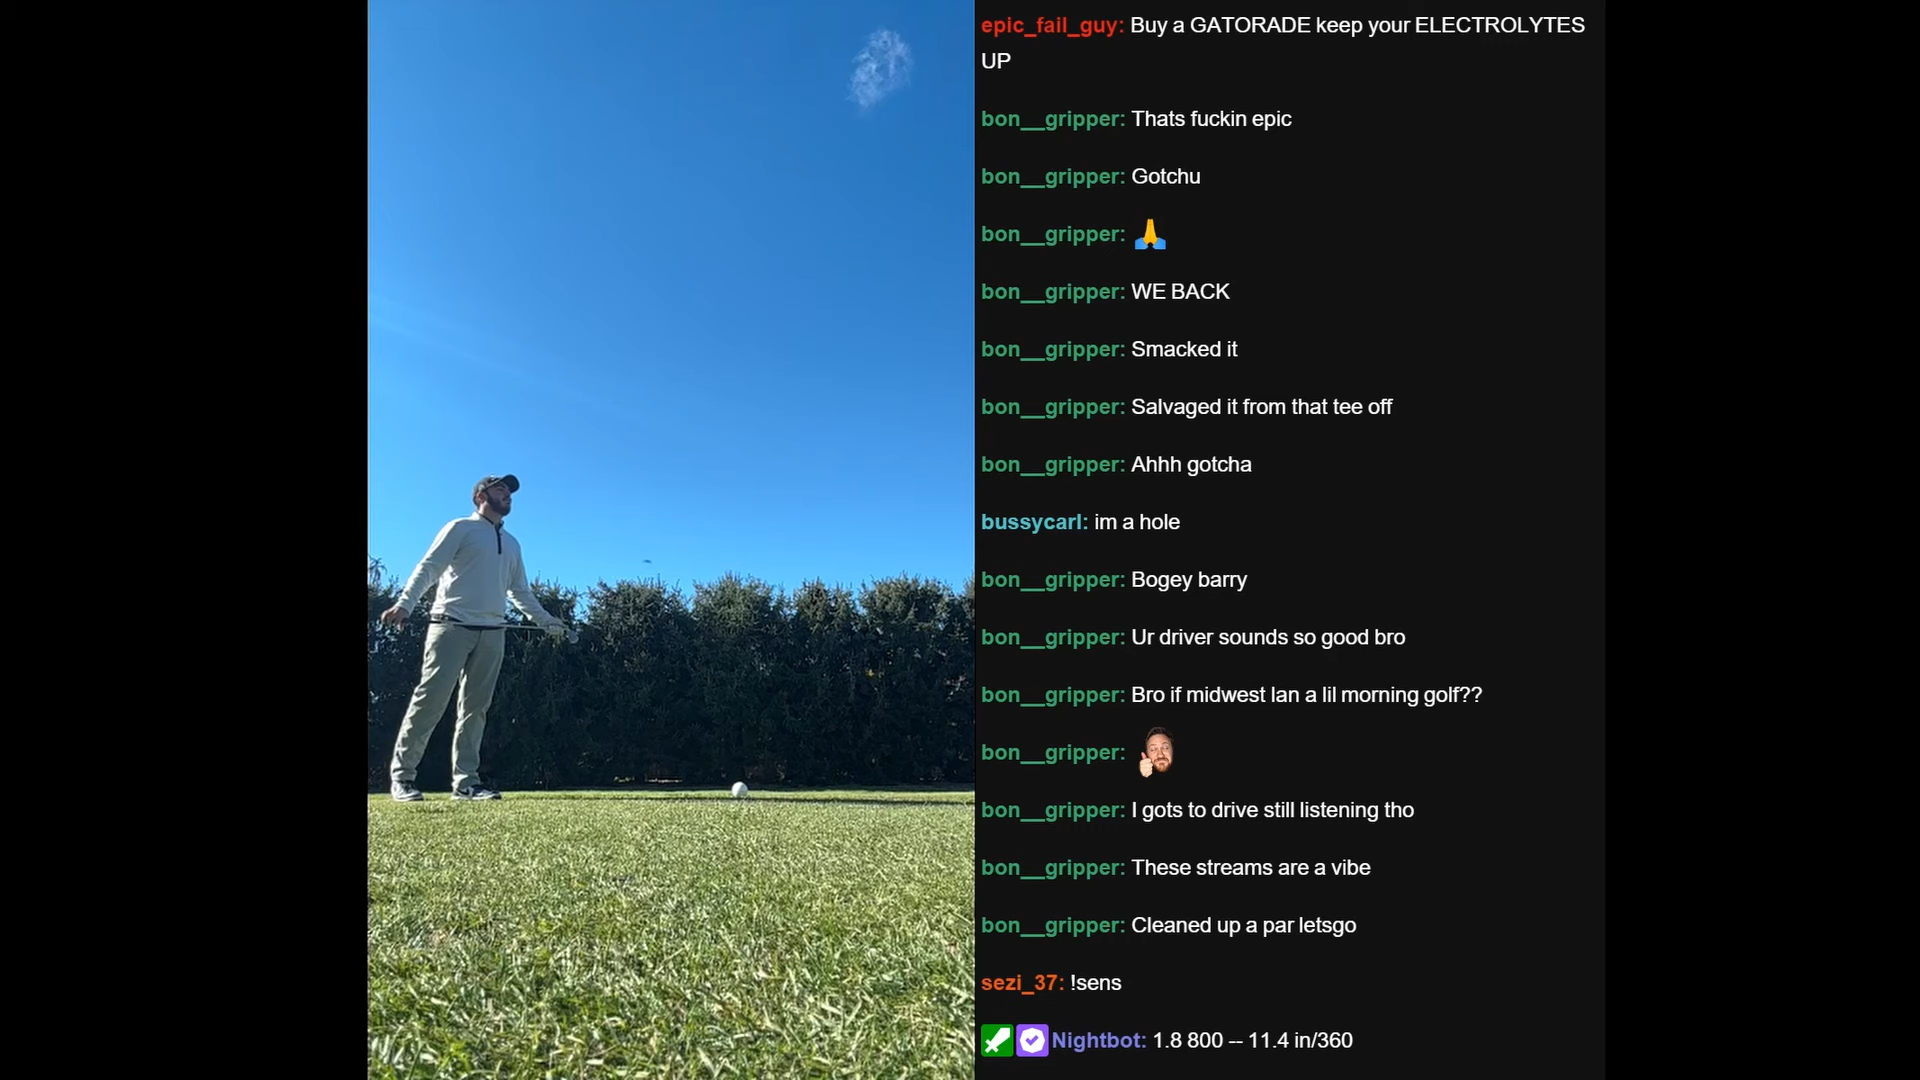 epic_fail_guy: Buy a GATORADE keep your ELECTROLYTES
UP
bon__gripper: Thats fuckin epic
bon__gripper: Gotchu
bon__gripper: 🙏
bon__gripper: WE BACK
bon__gripper: Smacked it
bon__gripper: Salvaged it from that tee off
bon__gripper: Ahhh gotcha
bussycarl: im a hole
bon__gripper: Bogey barry
bon__gripper: Ur driver sounds so good bro
bon__gripper: Bro if midwest lan a lil morning golf??
bon__gripper:
bon__gripper: I gots to drive still listening tho
bon__gripper: These streams are a vibe
bon__gripper: Cleaned up a par letsgo
sezi_37: !sens
Nightbot: 1.8 800 -- 11.4 in/360